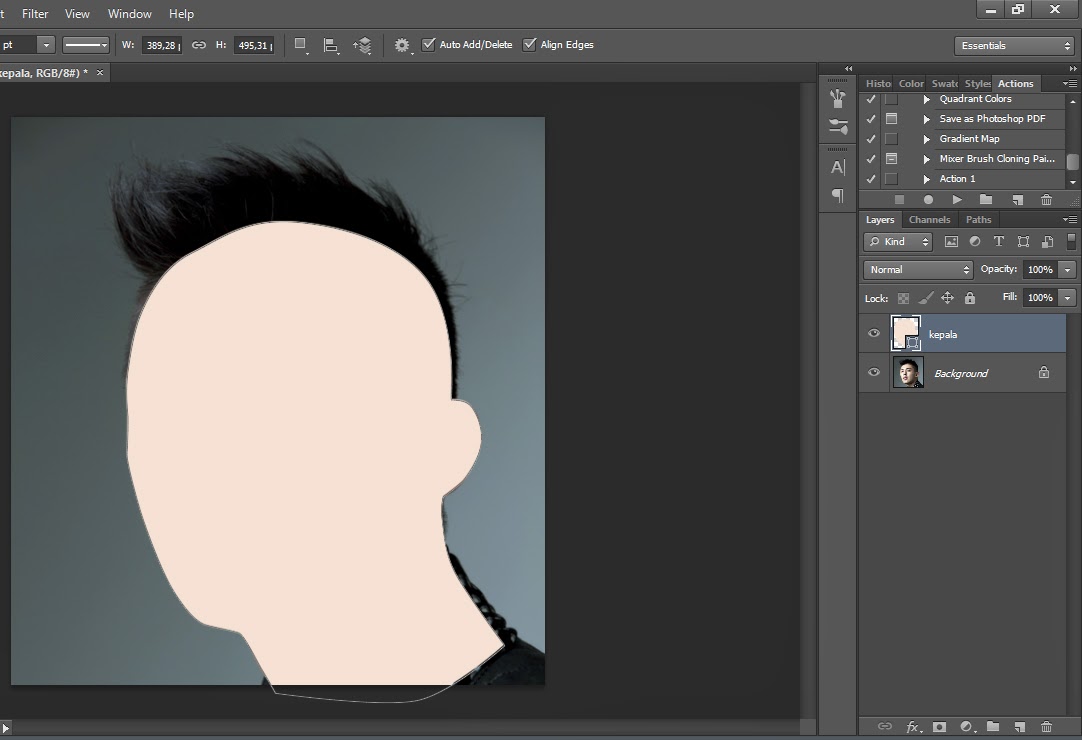 t Filter View Window Help
pt W: 389,28 p H: 495,31 p Auto Add/Delete Align Edges Essentials
kepala, RGB/8#) * ×
Histo Color Swatc Styles Actions
Quadrant Colors
Save as Photoshop PDF
Gradient Map
Mixer Brush Cloning Pai...
Action 1
Layers Channels Paths
Kind
Normal Opacity: 100%
Lock: Fill: 100%
kepala
Background
fx